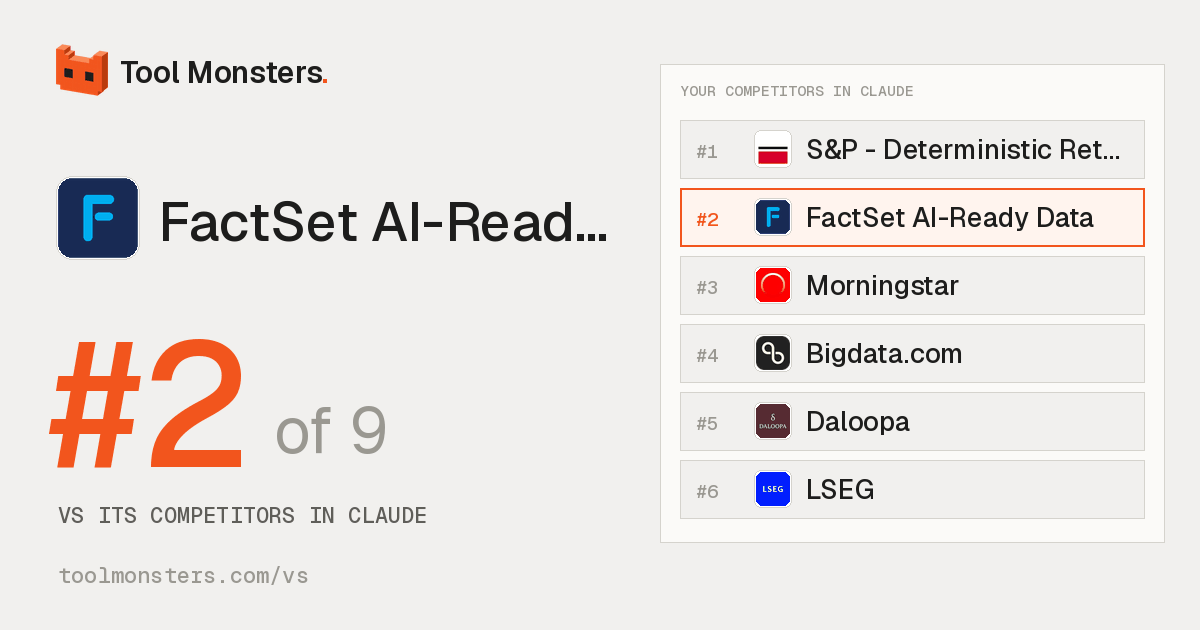 Tool Monsters.
FactSet AI-Read...
#2 of 9
VS ITS COMPETITORS IN CLAUDE
toolmonsters.com/vs
YOUR COMPETITORS IN CLAUDE
#1 S&P - Deterministic Ret...
#2 FactSet AI-Ready Data
#3 Morningstar
#4 Bigdata.com
#5 DALOOPA Daloopa
#6 LSEG LSEG